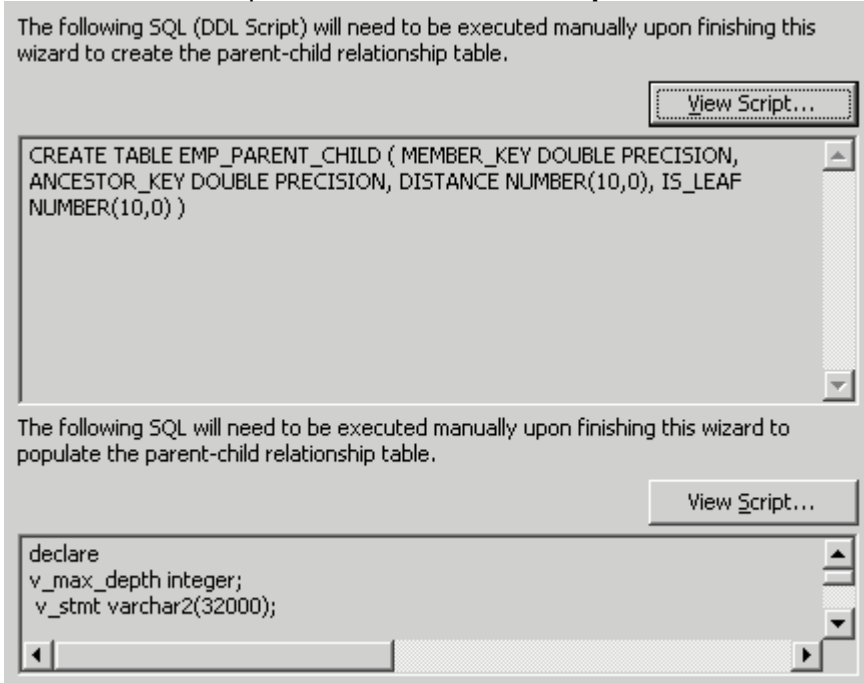 The following SQL (DDL Script) will need to be executed manually upon finishing this
wizard to create the parent-child relationship table.
View Script...
CREATE TABLE EMP_PARENT_CHILD ( MEMBER_KEY DOUBLE PRECISION,
ANCESTOR_KEY DOUBLE PRECISION, DISTANCE NUMBER(10,0), IS_LEAF
NUMBER(10,0) )
The following SQL will need to be executed manually upon finishing this wizard to
populate the parent-child relationship table.
View Script...
declare
v_max_depth integer;
v_stmt varchar2(32000);